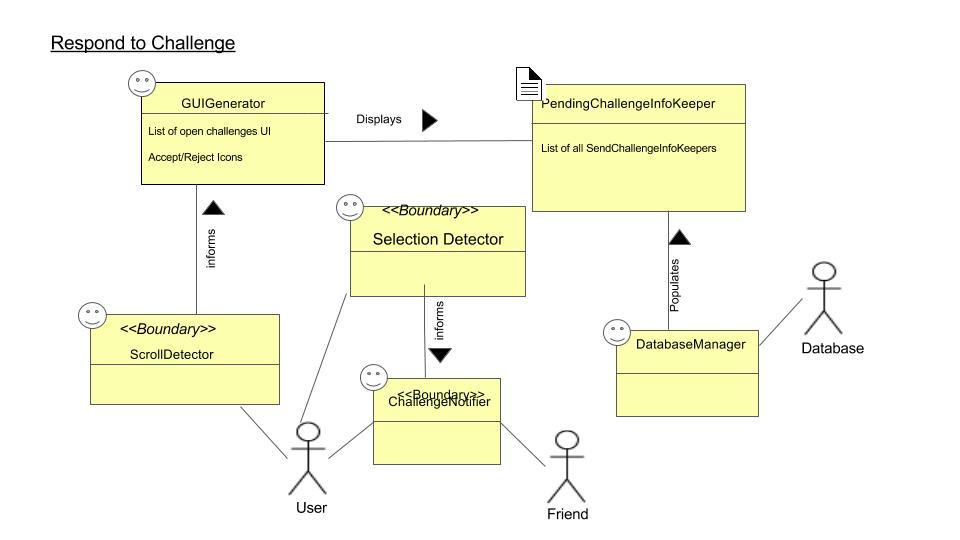 Respond to Challenge
GUIGenerator
List of open challenges UI
Accept/Reject Icons
Displays
PendingChallengeInfoKeeper
List of all SendChallengeInfoKeepers
informs
<<Boundary>>
Selection Detector
Populates
<<Boundary>>
ScrollDetector
informs
DatabaseManager
Database
<<Boundary>>
ChallengeNotifier
User
Friend